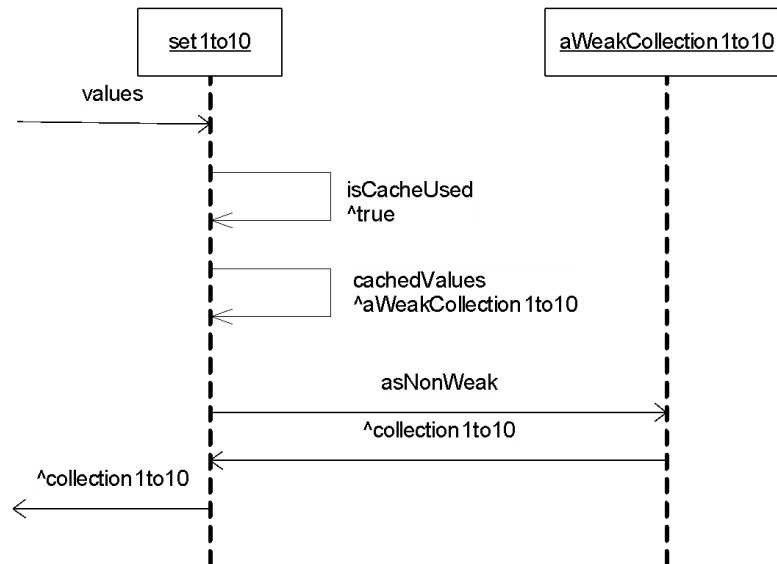 set1to10
aWeakCollection1to10
values
isCacheUsed
^true
cachedValues
^aWeakCollection1to10
asNonWeak
^collection1to10
^collection1to10